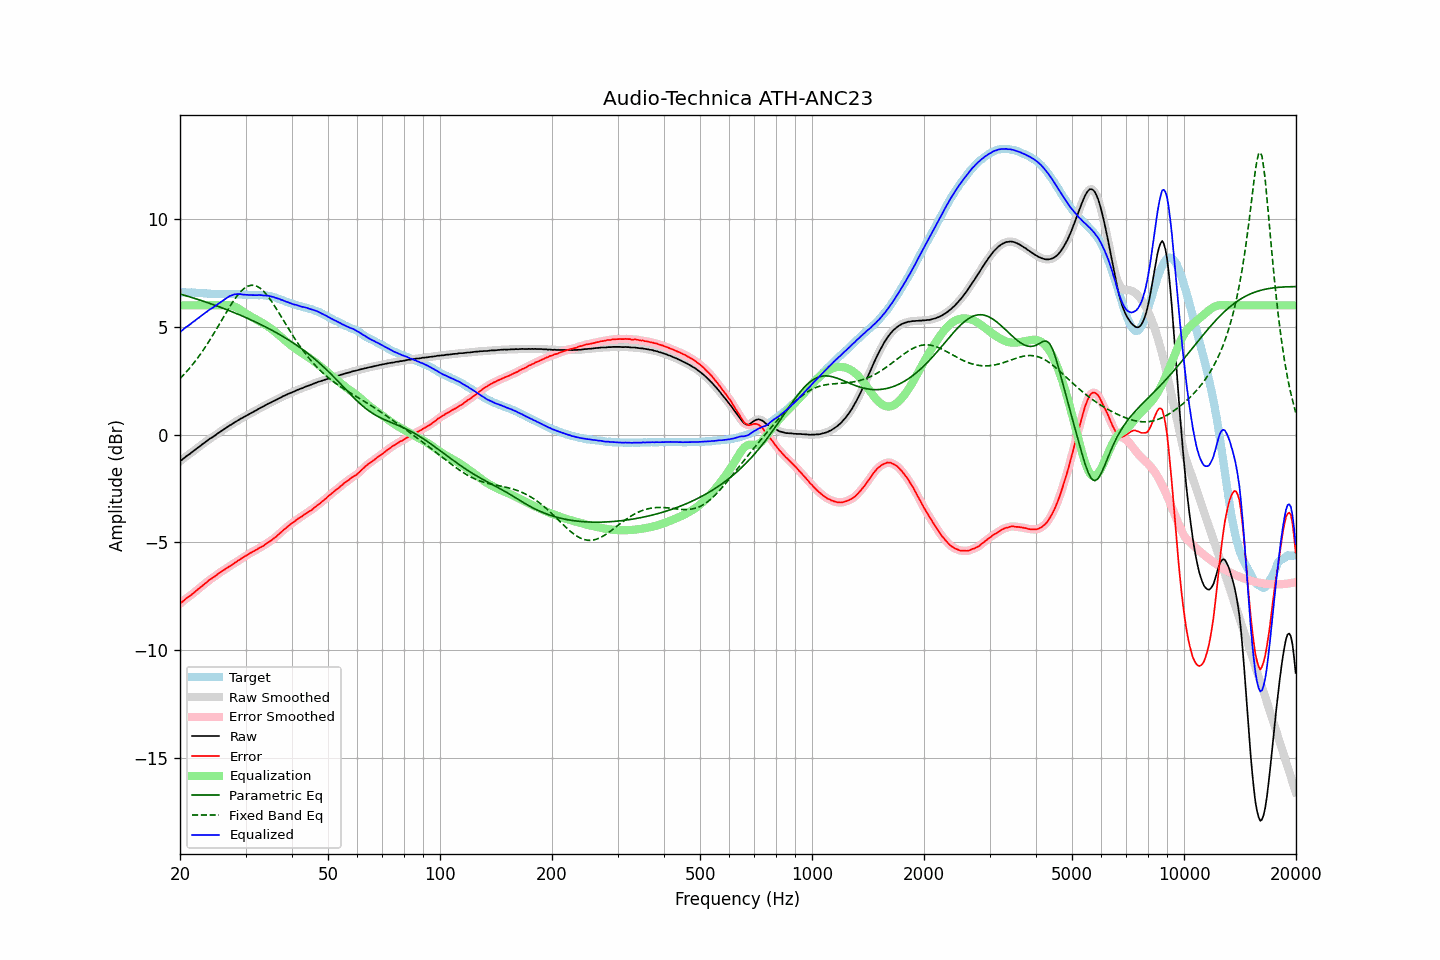 Audio-Technica ATH-ANC23
Amplitude (dBr)
10
5
0
−5
−10
−15
Target
Raw Smoothed
Error Smoothed
Raw
Error
Equalization
Parametric Eq
Fixed Band Eq
Equalized
20 50 100 200 500 1000 2000 5000 10000 20000
Frequency (Hz)